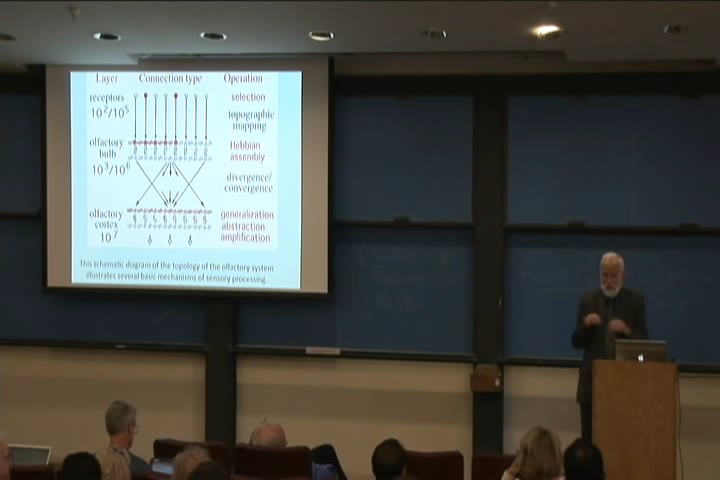 Layer Connection type Operation
receptors selection
10²/10⁵ topographic
mapping
olfactory Hebbian
bulb assembly
10³/10⁶
divergence/
convergence
olfactory generalization
cortex abstraction
10⁷ amplification
This schematic diagram of the topology of the olfactory system
illustrates several basic mechanisms of sensory processing.